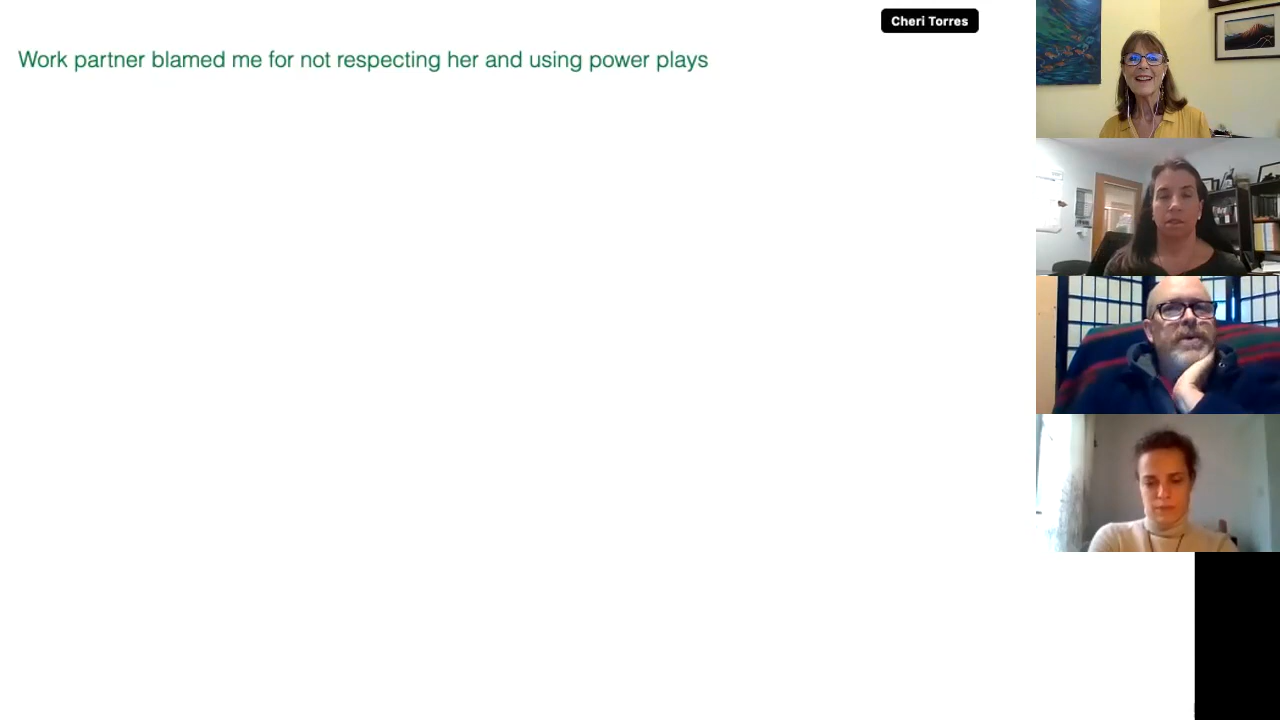 Cheri Torres
Work partner blamed me for not respecting her and using power plays